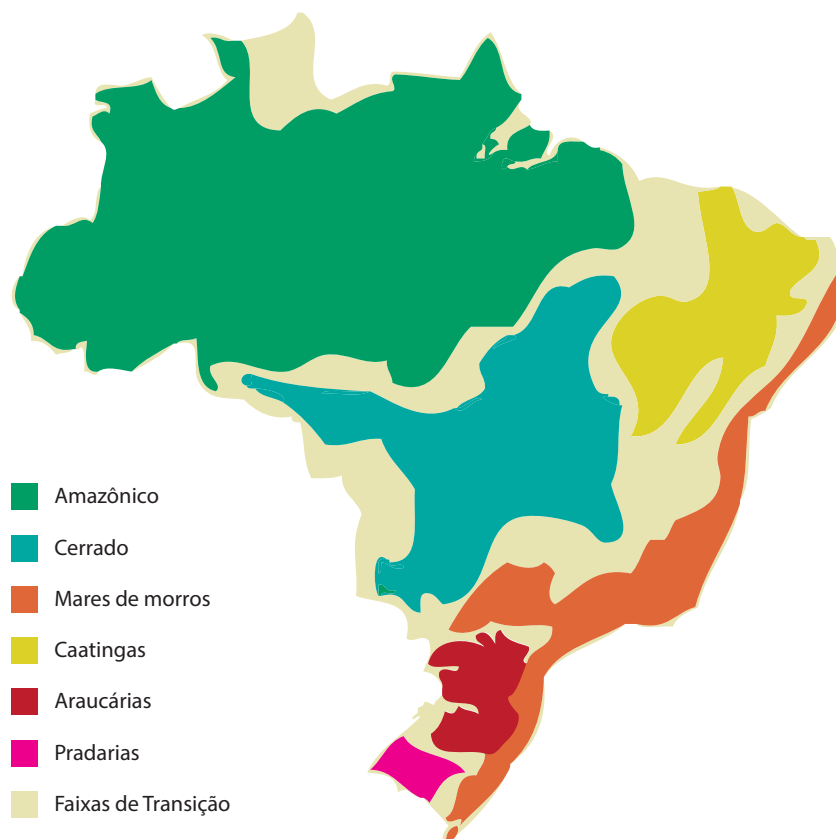 Amazônico
Cerrado
Mares de morros
Caatingas
Araucárias
Pradarias
Faixas de Transição